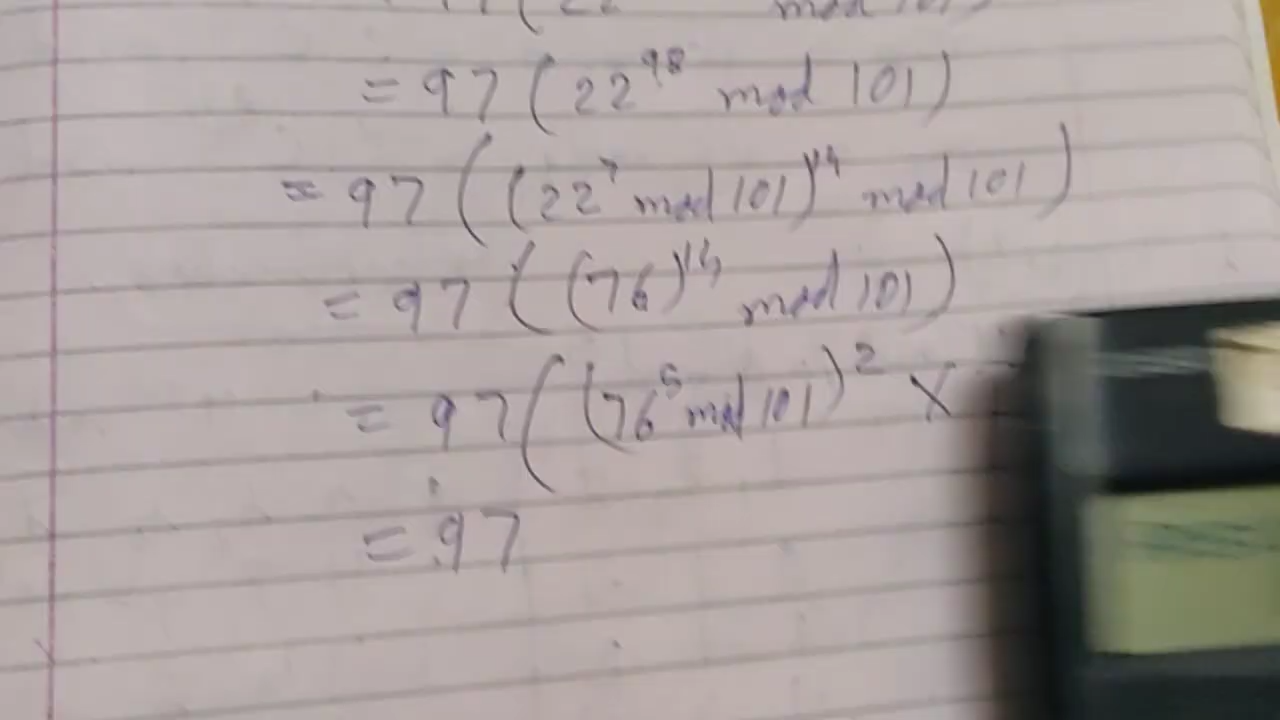 = 97 ( 22^98 mod 101 )
= 97 ( ( 22^7 mod 101 )^14 mod 101 )
= 97 ( ( 76 )^14 mod 101 )
= 97 ( ( 76^5 mod 101 )^2 X
= 97